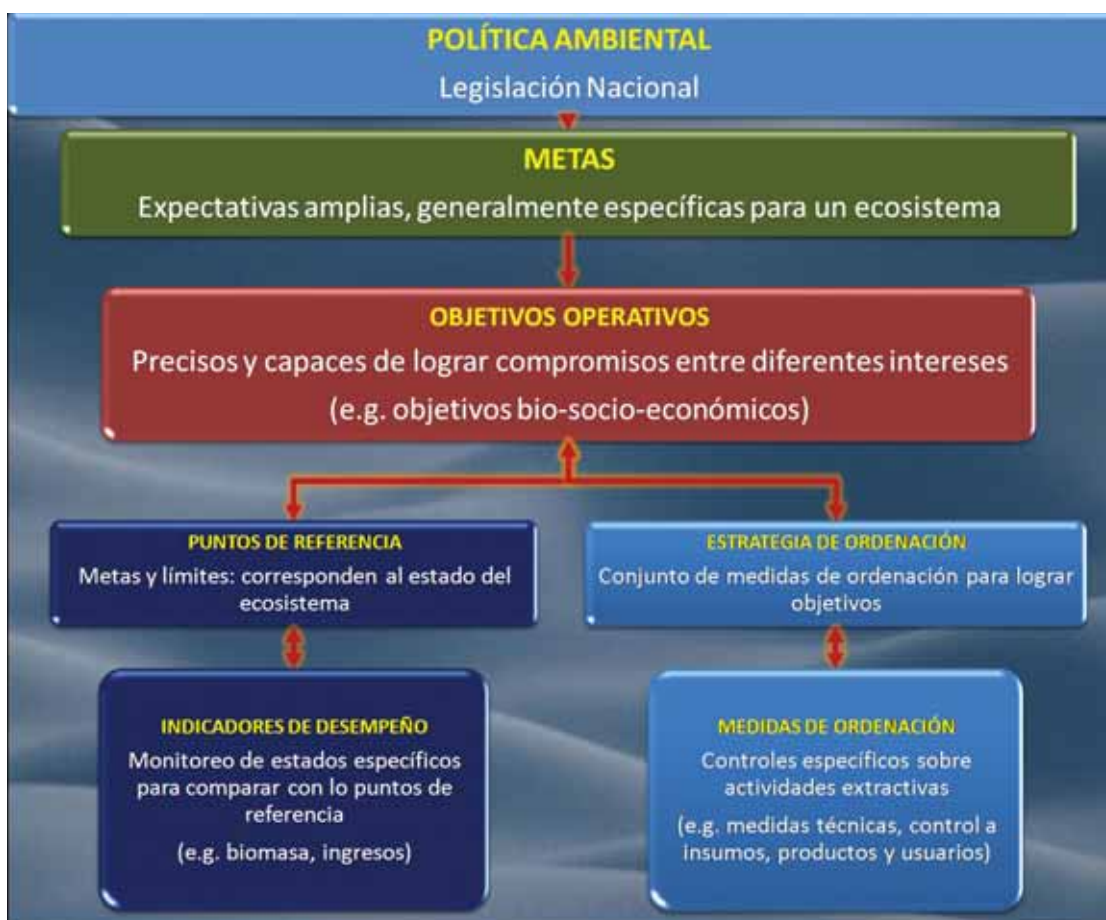 POLÍTICA AMBIENTAL
Legislación Nacional
METAS
Expectativas amplias, generalmente específicas para un ecosistema
OBJETIVOS OPERATIVOS
Precisos y capaces de lograr compromisos entre diferentes intereses
(e.g. objetivos bio-socio-económicos)
PUNTOS DE REFERENCIA
Metas y límites: corresponden al estado del
ecosistema
ESTRATEGIA DE ORDENACIÓN
Conjunto de medidas de ordenación para lograr
objetivos
INDICADORES DE DESEMPEÑO
Monitoreo de estados específicos
para comparar con lo puntos de
referencia
(e.g. biomasa, ingresos)
MEDIDAS DE ORDENACIÓN
Controles específicos sobre
actividades extractivas
(e.g. medidas técnicas, control a
insumos, productos y usuarios)